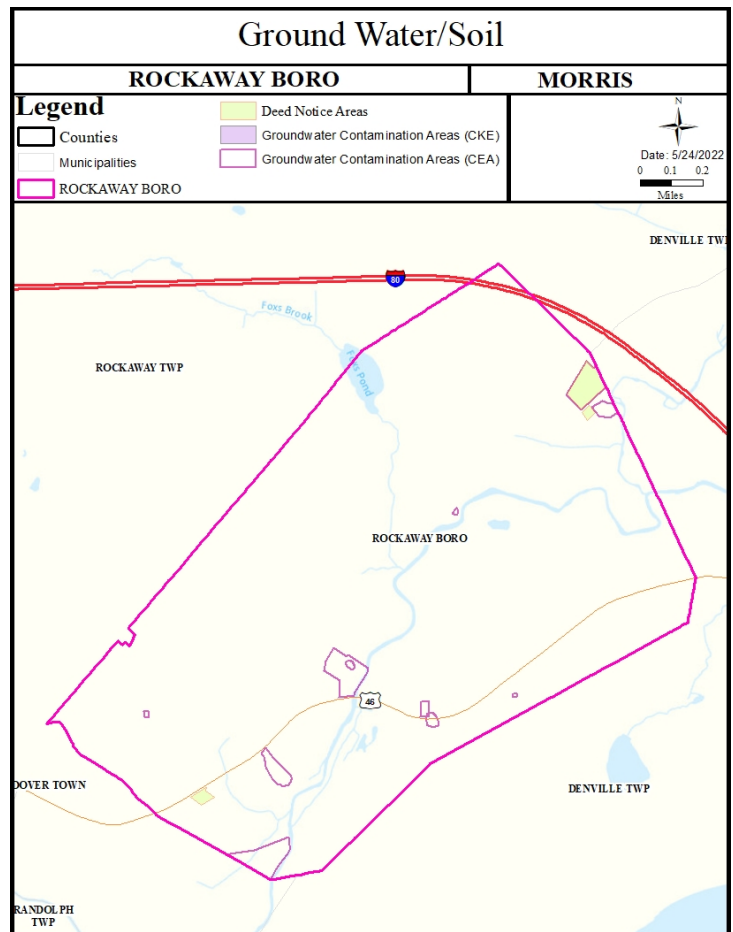 Ground Water/Soil
ROCKAWAY BORO
MORRIS
Legend
Counties
Municipalities
ROCKAWAY BORO
Deed Notice Areas
Groundwater Contamination Areas (CKE)
Groundwater Contamination Areas (CEA)
N
Date: 5/24/2022
0 0.1 0.2
Miles
DENVILLE TW
80
Foxs Brook
ROCKAWAY TWP
Foxs Pond
ROCKAWAY BORO
46
DOVER TOWN
DENVILLE TWP
RANDOLPH
TWP